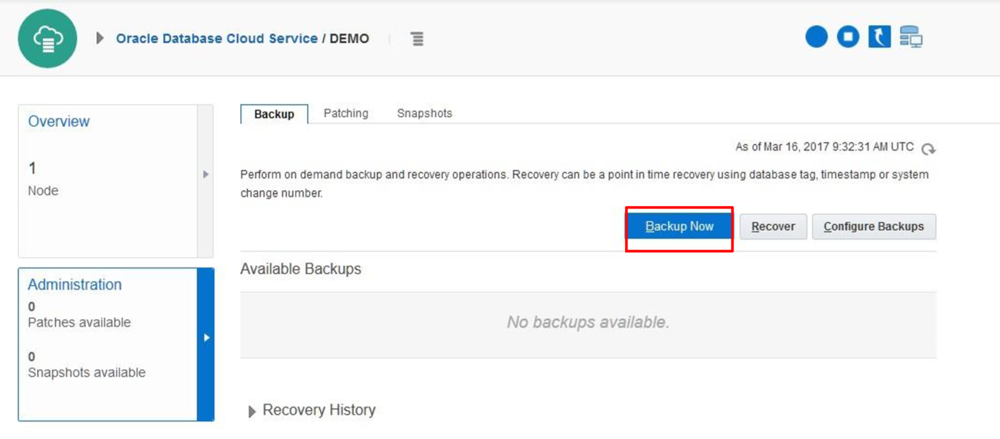 Oracle Database Cloud Service / DEMO
Overview
1
Node
Administration
0
Patches available
0
Snapshots available
Backup Patching Snapshots
As of Mar 16, 2017 9:32:31 AM UTC
Perform on demand backup and recovery operations. Recovery can be a point in time recovery using database tag, timestamp or system
change number.
Backup Now Recover Configure Backups
Available Backups
No backups available.
Recovery History